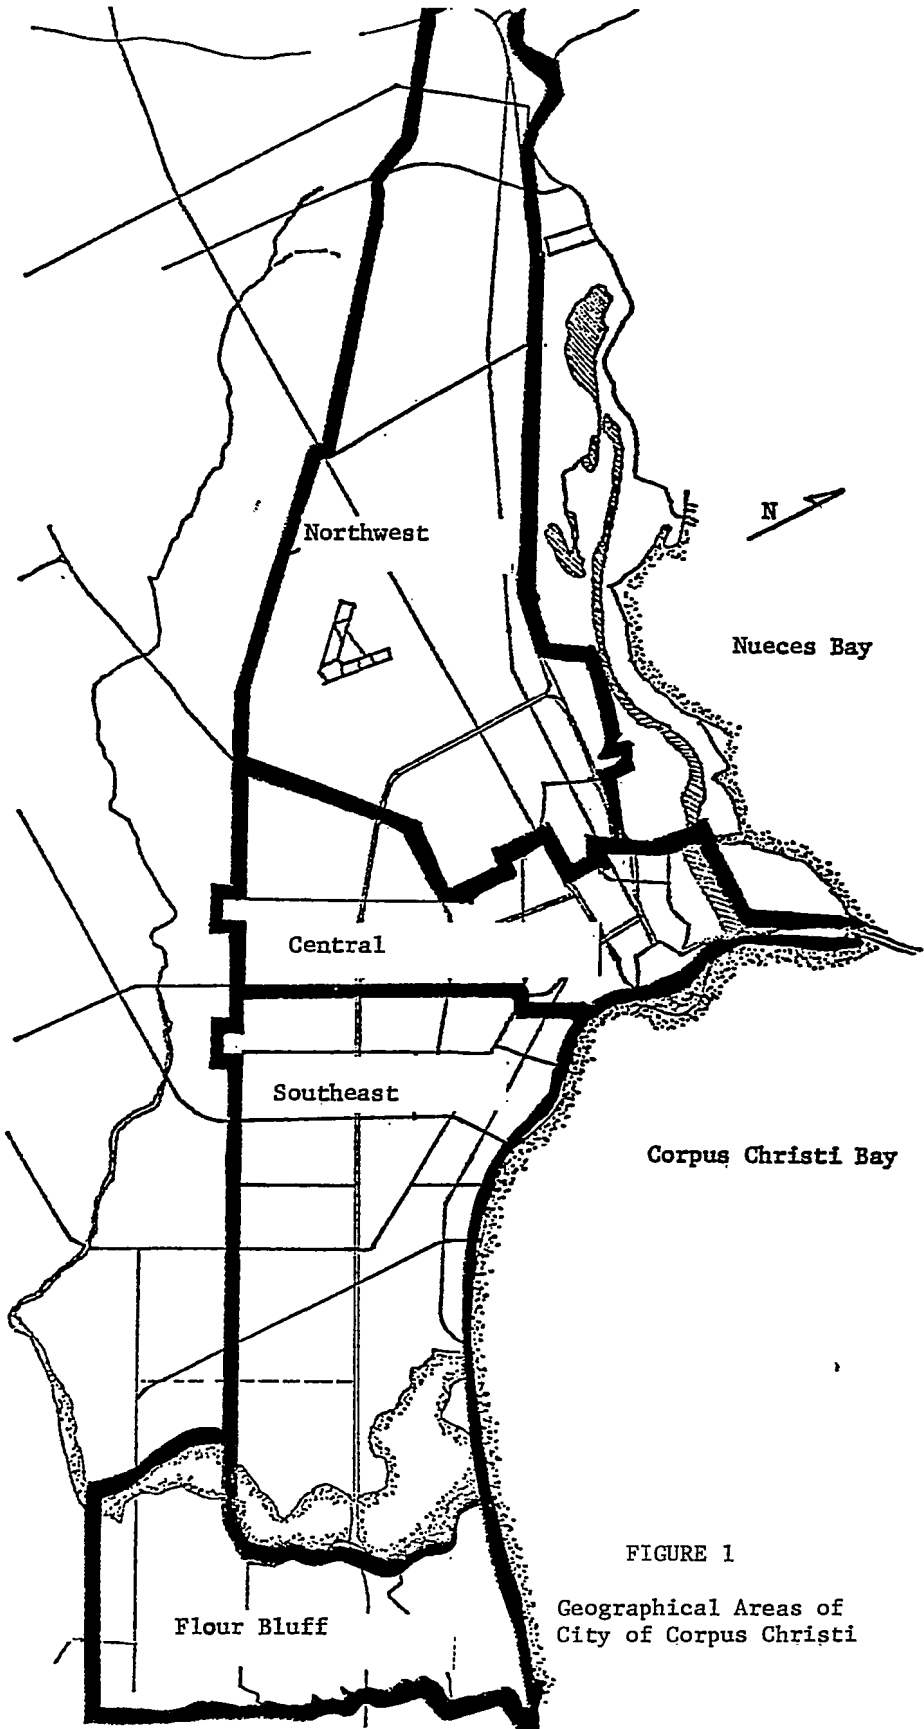 Northwest
N
Nueces Bay
Central
Southeast
Corpus Christi Bay
Flour Bluff
FIGURE 1
Geographical Areas of
City of Corpus Christi